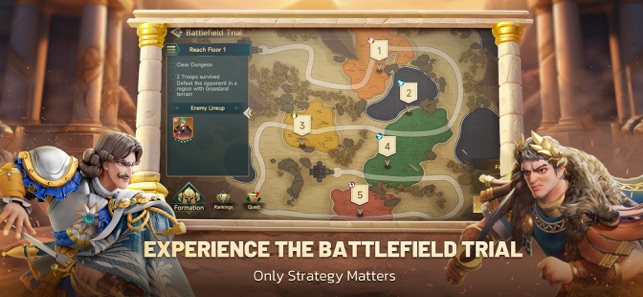 Battlefield Trial
Reach Floor 1
Clear Dungeon
2 Troops survived
Defeat the opponent in a
region with Grassland
terrain
Enemy Lineup
1
2
3
4
5
Formation
Rankings
Quest
EXPERIENCE THE BATTLEFIELD TRIAL
Only Strategy Matters